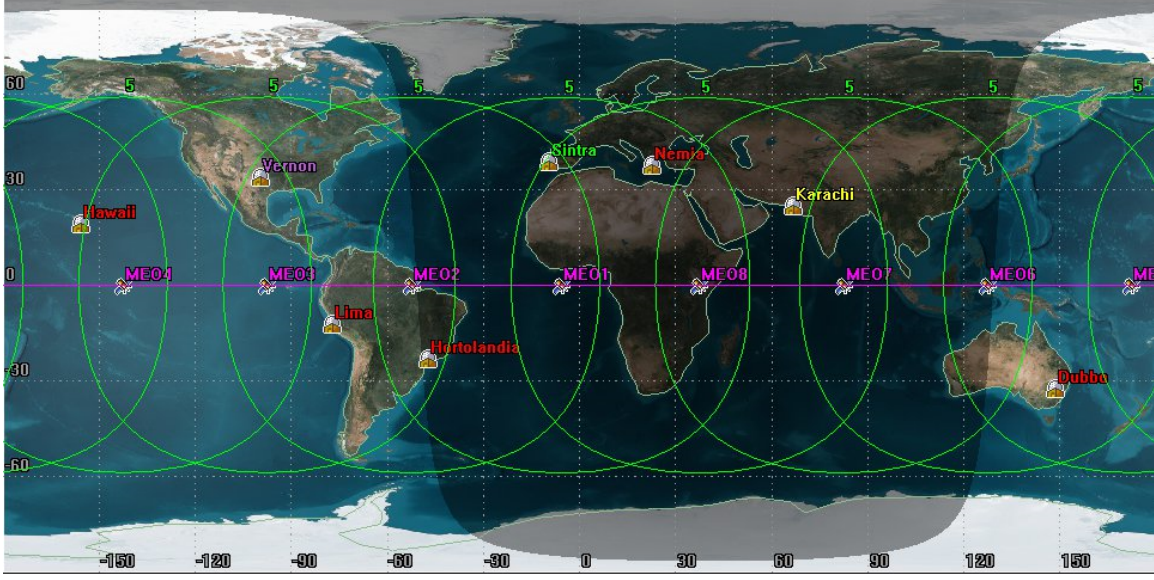 60
5 5 5 5 5 5 5 5
Sintra
Nemia
Vernon
30
Karachi
Hawaii
0
MEO4 MEO3 MEO2 MEO1 MEO8 MEO7 MEO6 ME
Lima
Hortolandia
-30
Dubbo
-60
-150 -120 -90 -60 -30 0 30 60 90 120 150